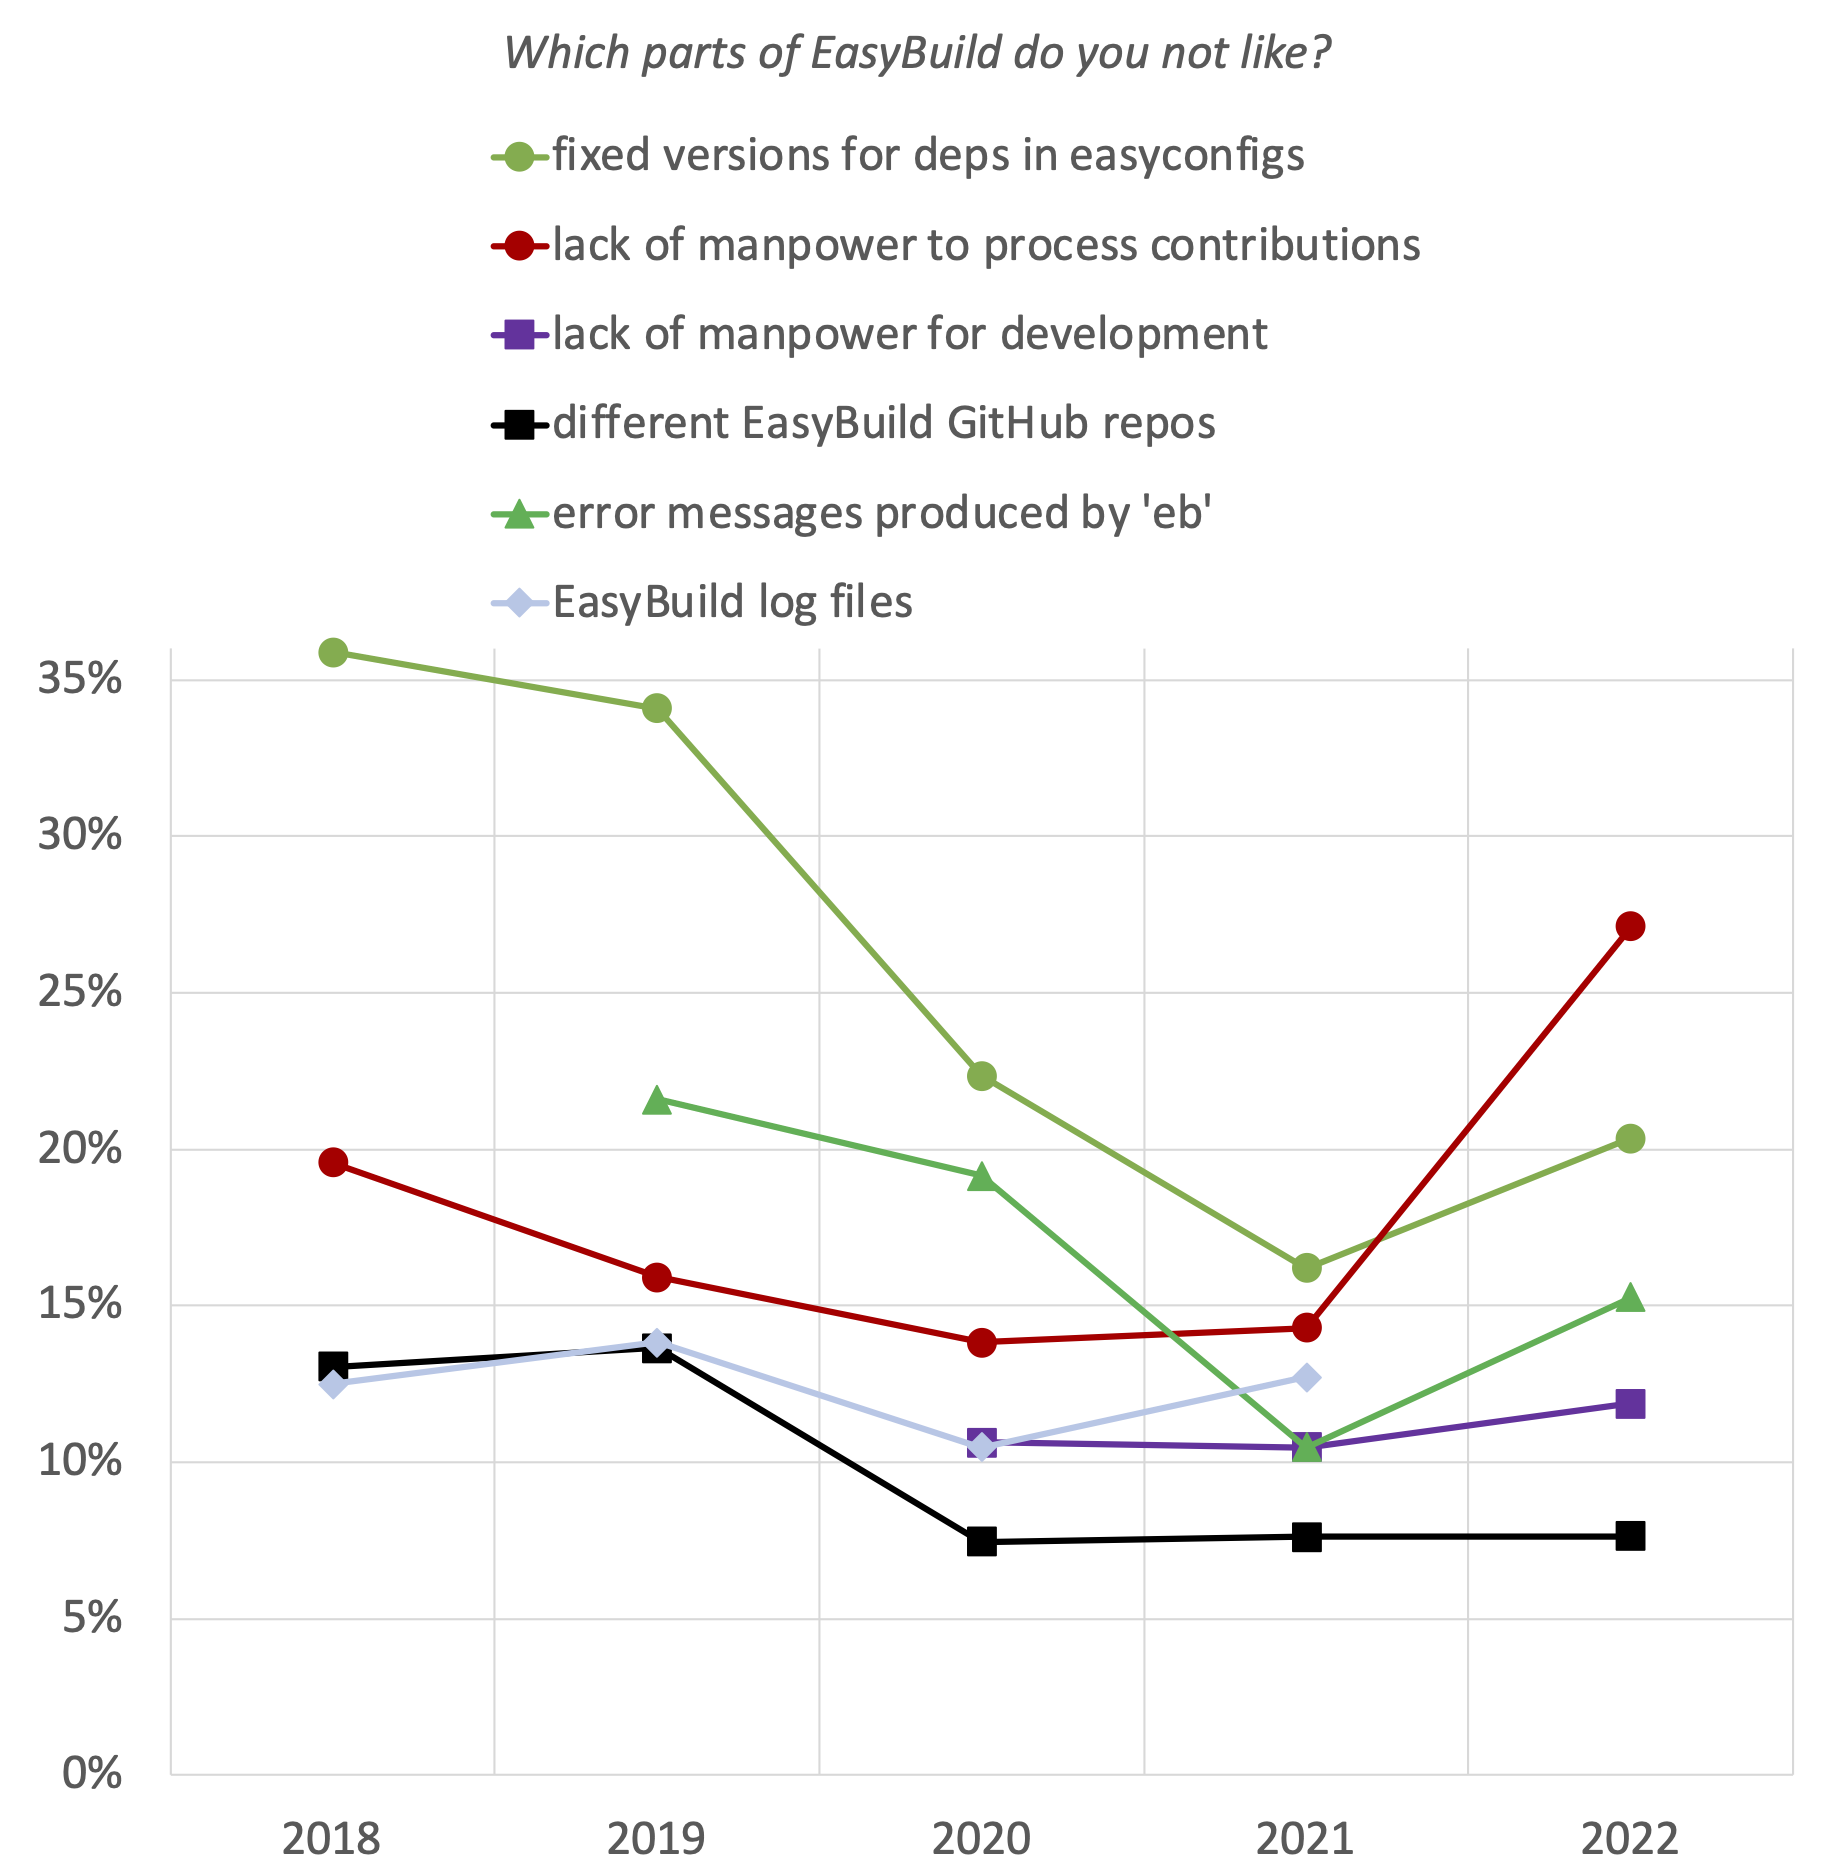 Which parts of EasyBuild do you not like?
fixed versions for deps in easyconfigs
lack of manpower to process contributions
lack of manpower for development
different EasyBuild GitHub repos
error messages produced by 'eb'
EasyBuild log files
35%
30%
25%
20%
15%
10%
5%
0%
2018 2019 2020 2021 2022